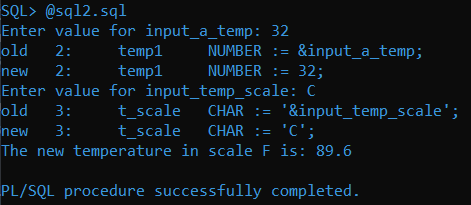 SQL> @sql2.sql
Enter value for input_a_temp: 32
old   2:     temp1     NUMBER := &input_a_temp;
new   2:     temp1     NUMBER := 32;
Enter value for input_temp_scale: C
old   3:     t_scale   CHAR := '&input_temp_scale';
new   3:     t_scale   CHAR := 'C';
The new temperature in scale F is: 89.6
PL/SQL procedure successfully completed.